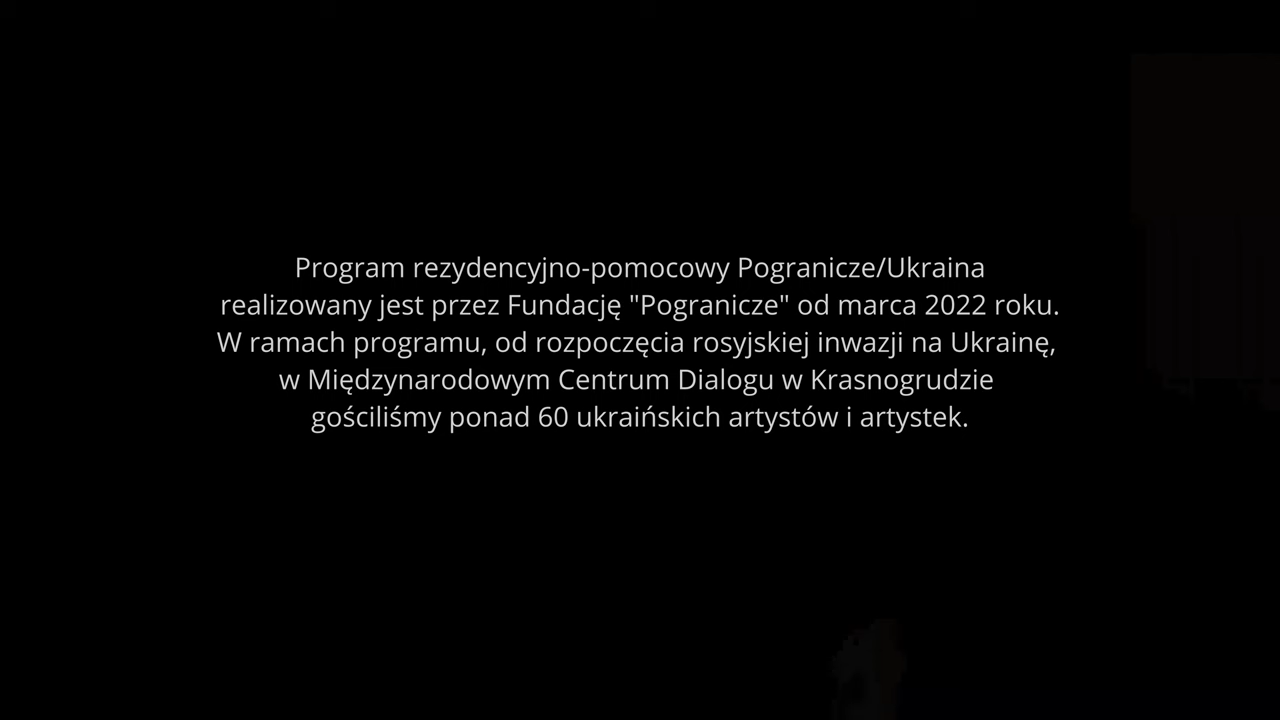 Program rezydencyjno-pomocowy Pogranicze/Ukraina
realizowany jest przez Fundację "Pogranicze" od marca 2022 roku.
W ramach programu, od rozpoczęcia rosyjskiej inwazji na Ukrainę,
w Międzynarodowym Centrum Dialogu w Krasnogrudzie
gościliśmy ponad 60 ukraińskich artystów i artystek.